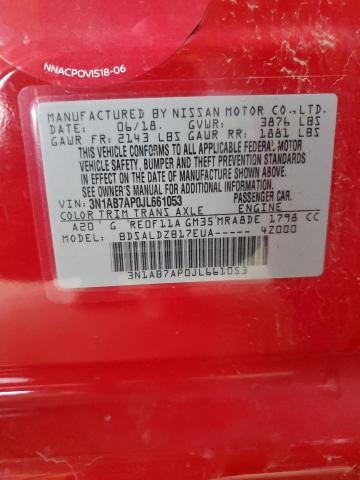 NNACPOVIS18-06
MANUFACTURED BY NISSAN MOTOR CO., LTD.
DATE: 06/18. GVWR: 3876 LBS
GAWR FR: 2143 LBS GAWR RR: 1881 LBS
THIS VEHICLE CONFORMS TO ALL APPLICABLE FEDERAL MOTOR
VEHICLE SAFETY, BUMPER AND THEFT PREVENTION STANDARDS
IN EFFECT ON THE DATE OF MANUFACTURE SHOWN ABOVE.
SEE OWNER'S MANUAL FOR ADDITIONAL INFORMATION.
VIN: 3N1AB7AP0JL661053 PASSENGER CAR.
COLOR TRIM TRANS AXLE ENGINE
A20 G RE0F11A GM35 MRA8DE 1798 CC
MODEL: BDSALDZB17EUA----- 4Z000
3N1AB7AP0JL661053